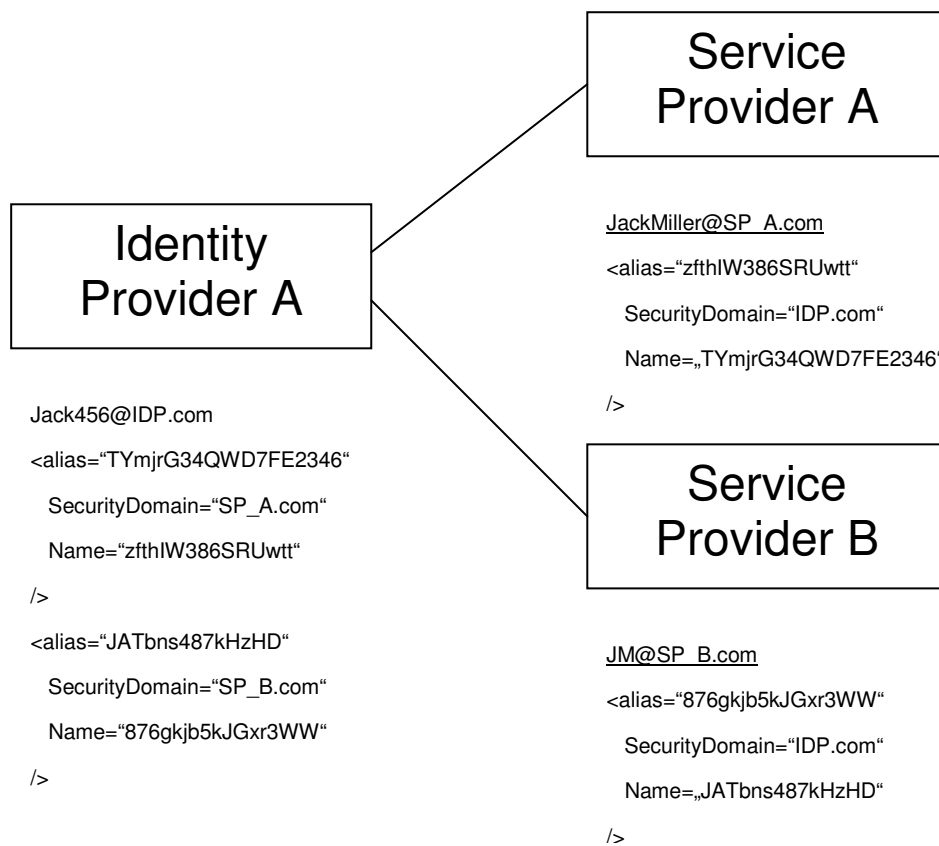 Service
Provider A
Identity
Provider A
JackMiller@SP_A.com
<alias=“zfthIW386SRUwtt“
SecurityDomain=“IDP.com“
Name=„TYmjrG34QWD7FE2346“
/>
Jack456@IDP.com
<alias=“TYmjrG34QWD7FE2346“
SecurityDomain=“SP_A.com“
Name=“zfthIW386SRUwtt“
/>
<alias=“JATbns487kHzHD“
SecurityDomain=“SP_B.com“
Name=“876gkjb5kJGxr3WW“
/>
Service
Provider B
JM@SP_B.com
<alias=“876gkjb5kJGxr3WW“
SecurityDomain=“IDP.com“
Name=„JATbns487kHzHD“
/>